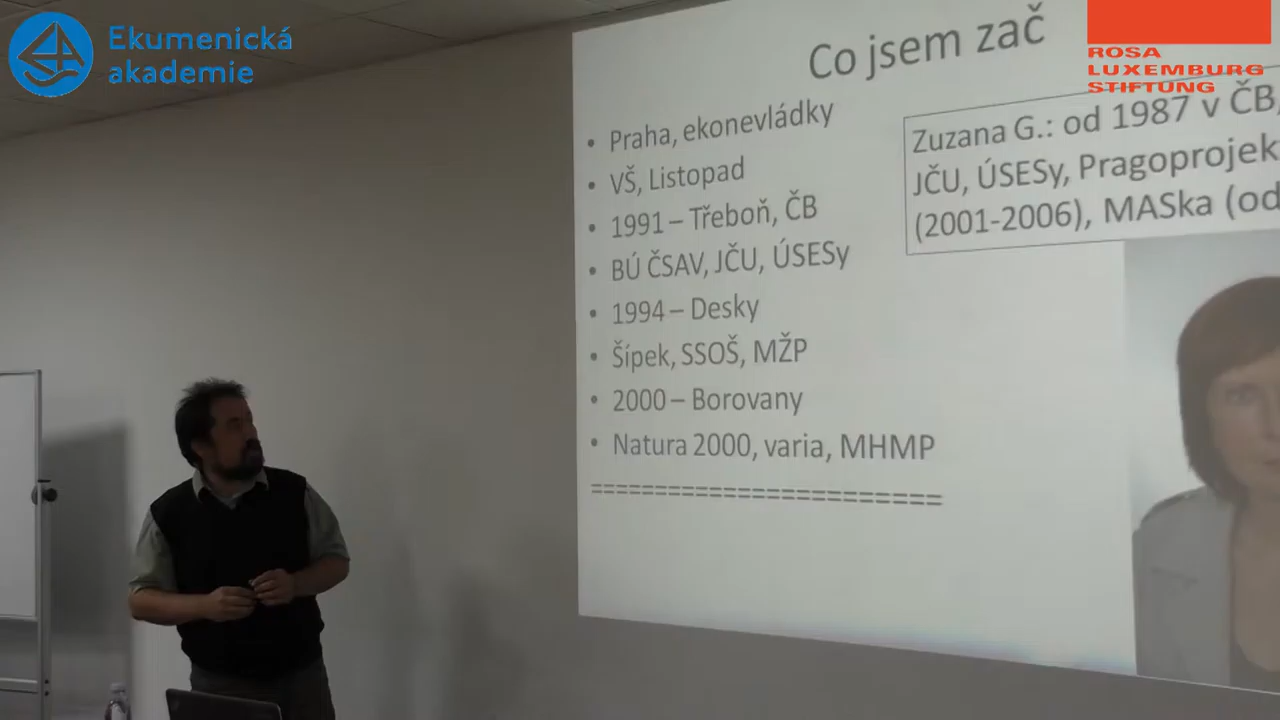 Ekumenická
akademie
ROSA
LUXEMBURG
STIFTUNG
Co jsem zač
• Praha, ekonevládky
• VŠ, Listopad
• 1991 – Třeboň, ČB
• BÚ ČSAV, JČU, ÚSESy
• 1994 – Desky
• Šípek, SSOŠ, MŽP
• 2000 – Borovany
• Natura 2000, varia, MHMP
========================
Zuzana G.: od 1987 v ČB,
JČU, ÚSESy, Pragoprojek
(2001-2006), MASka (od